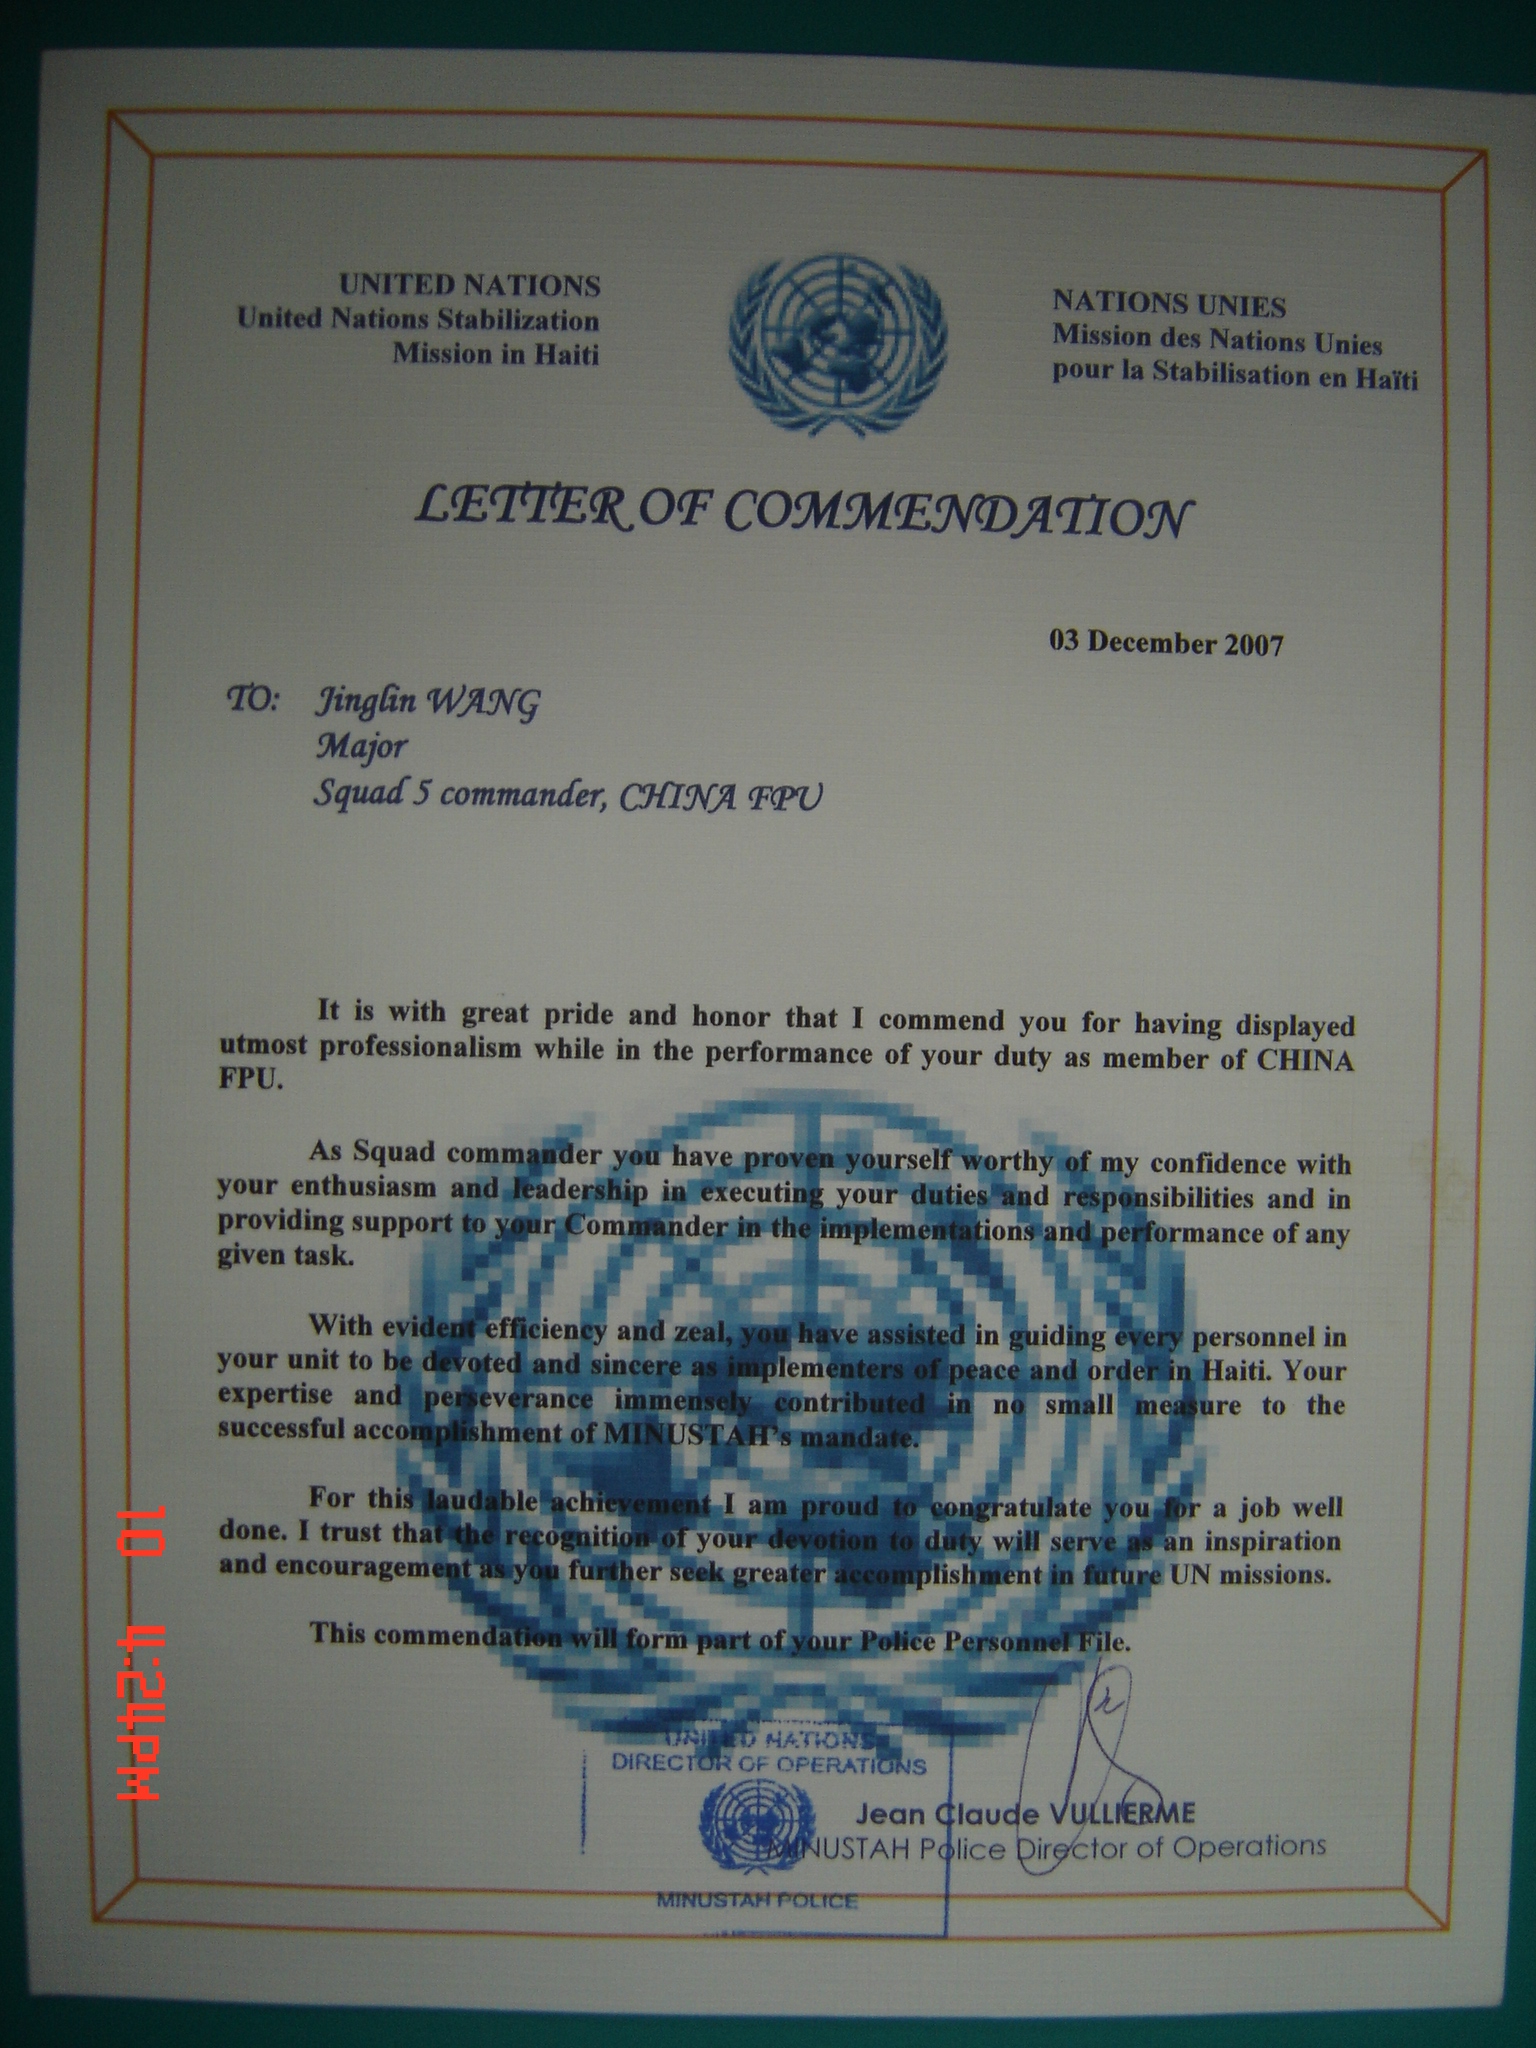 UNITED NATIONS
United Nations Stabilization
Mission in Haiti
NATIONS UNIES
Mission des Nations Unies
pour la Stabilisation en Haïti
LETTER OF COMMENDATION
03 December 2007
TO: Jinglin WANG
Major
Squad 5 commander, CHINA FPU
It is with great pride and honor that I commend you for having displayed
utmost professionalism while in the performance of your duty as member of CHINA
FPU.
As Squad commander you have proven yourself worthy of my confidence with
your enthusiasm and leadership in executing your duties and responsibilities and in
providing support to your Commander in the implementations and performance of any
given task.
With evident efficiency and zeal, you have assisted in guiding every personnel in
your unit to be devoted and sincere as implementers of peace and order in Haiti. Your
expertise and perseverance immensely contributed in no small measure to the
successful accomplishment of MINUSTAH's mandate.
For this laudable achievement I am proud to congratulate you for a job well
done. I trust that the recognition of your devotion to duty will serve as an inspiration
and encouragement as you further seek greater accomplishment in future UN missions.
This commendation will form part of your Police Personnel File.
UNITED NATIONS
DIRECTOR OF OPERATIONS
MINUSTAH POLICE
Jean Claude VULLIERME
MINUSTAH Police Director of Operations
10 4:24PM